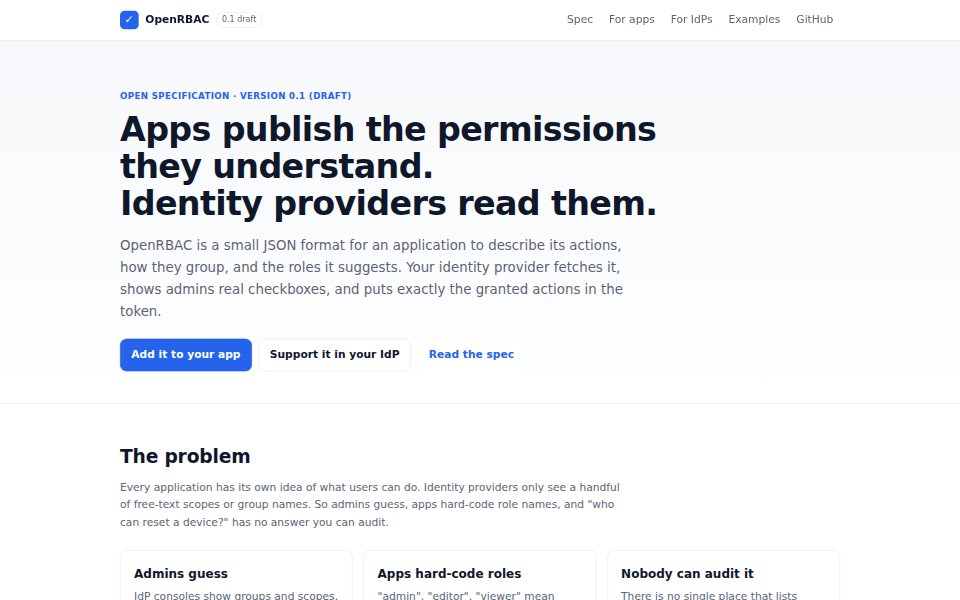 ✓ OpenRBAC 0.1 draft Spec For apps For IdPs Examples GitHub
OPEN SPECIFICATION · VERSION 0.1 (DRAFT)
Apps publish the permissions
they understand.
Identity providers read them.
OpenRBAC is a small JSON format for an application to describe its actions,
how they group, and the roles it suggests. Your identity provider fetches it,
shows admins real checkboxes, and puts exactly the granted actions in the
token.
Add it to your app Support it in your IdP Read the spec
The problem
Every application has its own idea of what users can do. Identity providers only see a handful
of free-text scopes or group names. So admins guess, apps hard-code role names, and "who
can reset a device?" has no answer you can audit.
Admins guess
IdP consoles show groups and scopes.
Apps hard-code roles
"admin", "editor", "viewer" mean
Nobody can audit it
There is no single place that lists